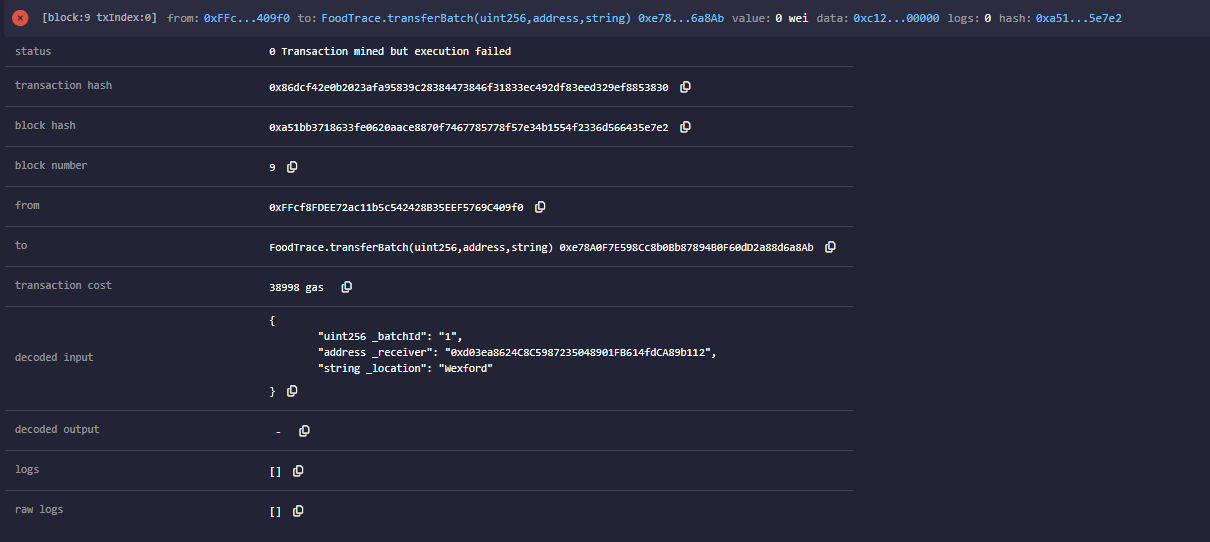 [block:9 txIndex:0] from: 0xFFc...409f0 to: FoodTrace.transferBatch(uint256,address,string) 0xe78...6a8Ab value: 0 wei data: 0xc12...00000 logs: 0 hash: 0xa51...5e7e2
status 0 Transaction mined but execution failed
transaction hash 0x86dcf42e0b2023afa95839c28384473846f31833ec492df83eed329ef8853830
block hash 0xa51bb3718633fe0620aace8870f7467785778f57e34b1554f2336d566435e7e2
block number 9
from 0xFFcf8FDEE72ac11b5c542428B35EEF5769C409f0
to FoodTrace.transferBatch(uint256,address,string) 0xe78A0F7E598Cc8b0Bb87894B0F60dD2a88d6a8Ab
transaction cost 38998 gas
decoded input {
"uint256 _batchId": "1",
"address _receiver": "0xd03ea8624C8C5987235048901FB614fdCA89b112",
"string _location": "Wexford"
}
decoded output -
logs []
raw logs []